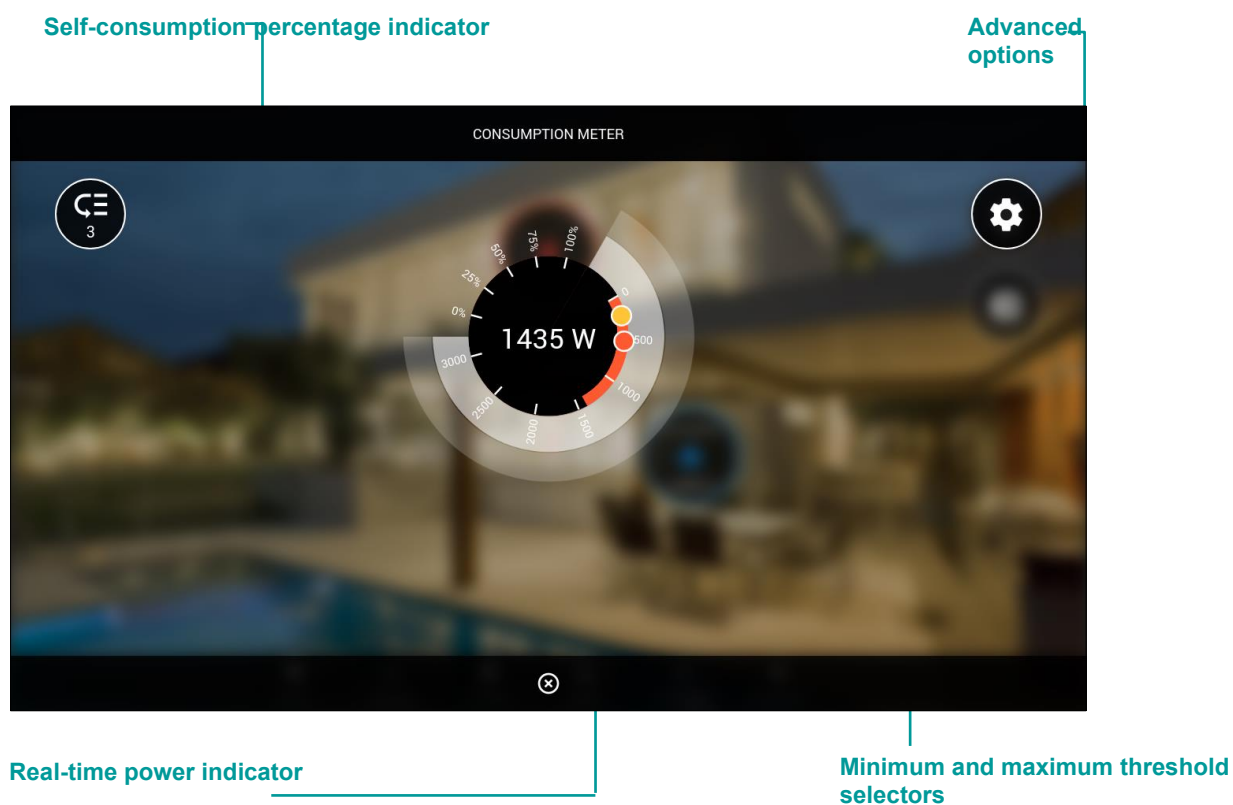 Self-consumption percentage indicator
Advanced
options
CONSUMPTION METER
3
0%
25%
50%
75%
100%
0
500
1000
1500
2000
2500
3000
1435 W
Real-time power indicator
Minimum and maximum threshold
selectors